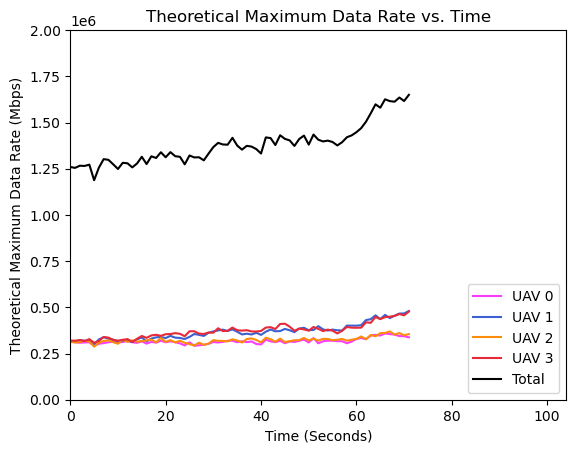 Theoretical Maximum Data Rate vs. Time
1e6
2.00
1.75
1.50
1.25
1.00
0.75
0.50
0.25
0.00
Theoretical Maximum Data Rate (Mbps)
UAV 0
UAV 1
UAV 2
UAV 3
Total
0 20 40 60 80 100
Time (Seconds)